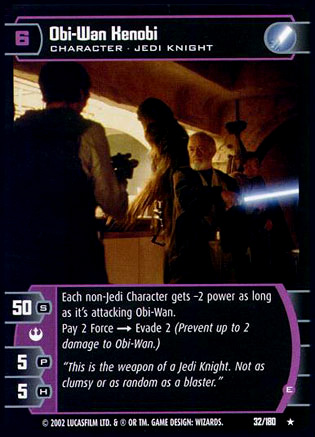 6
Obi-Wan Kenobi
CHARACTER · JEDI KNIGHT
Each non-Jedi Character gets –2 power as long
as it's attacking Obi-Wan.
50 S
Pay 2 Force → Evade 2 (Prevent up to 2
damage to Obi-Wan.)
5 P
"This is the weapon of a Jedi Knight. Not as
clumsy or as random as a blaster."
5 H
E
© 2002 LUCASFILM LTD. & ® OR TM. GAME DESIGN: WIZARDS. 32/180 ★